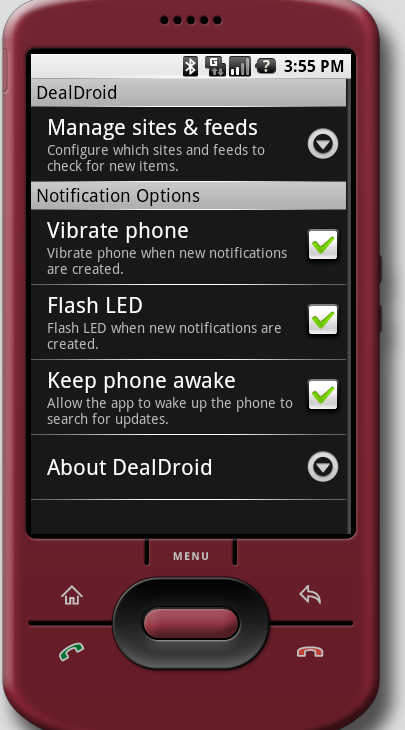 G ? 3:55 PM
DealDroid
Manage sites & feeds
Configure which sites and feeds to
check for new items.
Notification Options
Vibrate phone
Vibrate phone when new notifications
are created.
Flash LED
Flash LED when new notifications are
created.
Keep phone awake
Allow the app to wake up the phone to
search for updates.
About DealDroid
MENU